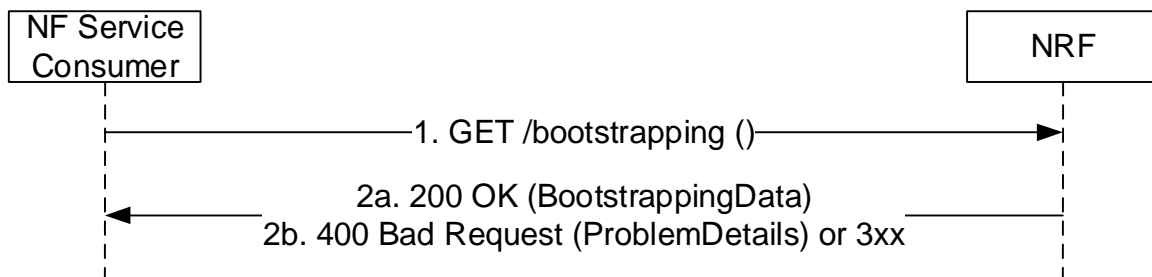 NF Service
Consumer
NRF
1. GET /bootstrapping ()
2a. 200 OK (BootstrappingData)
2b. 400 Bad Request (ProblemDetails) or 3xx